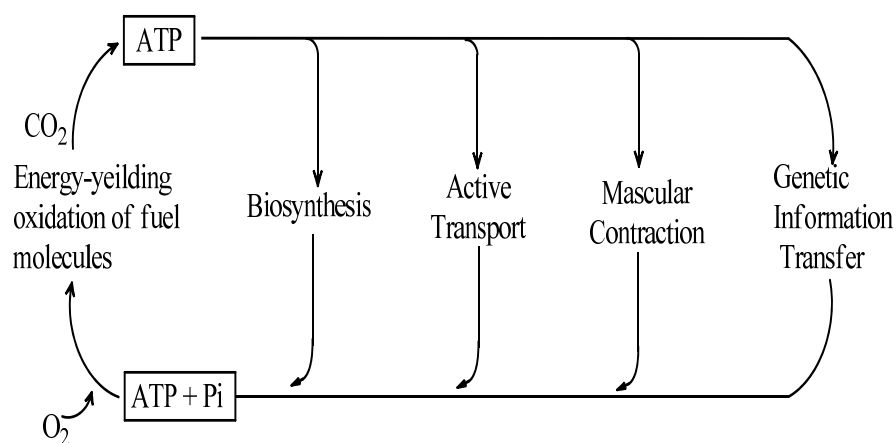 ATP
CO₂
Energy-yeilding
oxidation of fuel
molecules
Biosynthesis
Active
Transport
Mascular
Contraction
Genetic
Information
Transfer
ATP + Pi
O₂